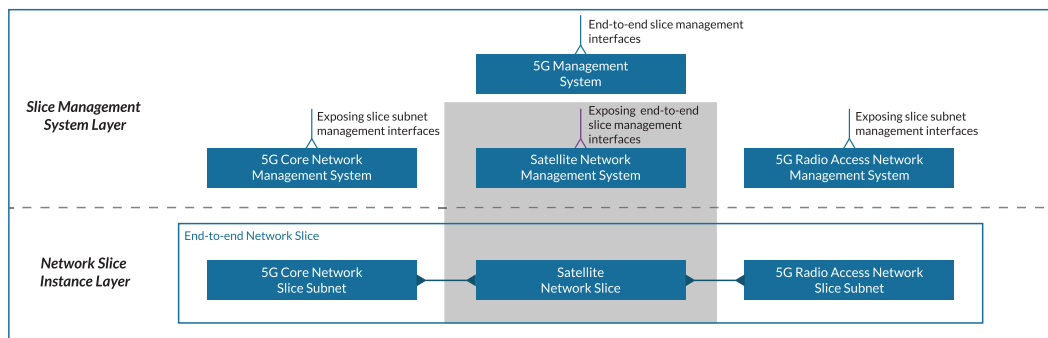 End-to-end slice management
interfaces
5G Management
System
Slice Management
System Layer
Exposing slice subnet
management interfaces
Exposing end-to-end
slice management
interfaces
Exposing slice subnet
management interfaces
5G Core Network
Management System
Satellite Network
Management System
5G Radio Access Network
Management System
End-to-end Network Slice
Network Slice
Instance Layer
5G Core Network
Slice Subnet
Satellite
Network Slice
5G Radio Access Network
Slice Subnet